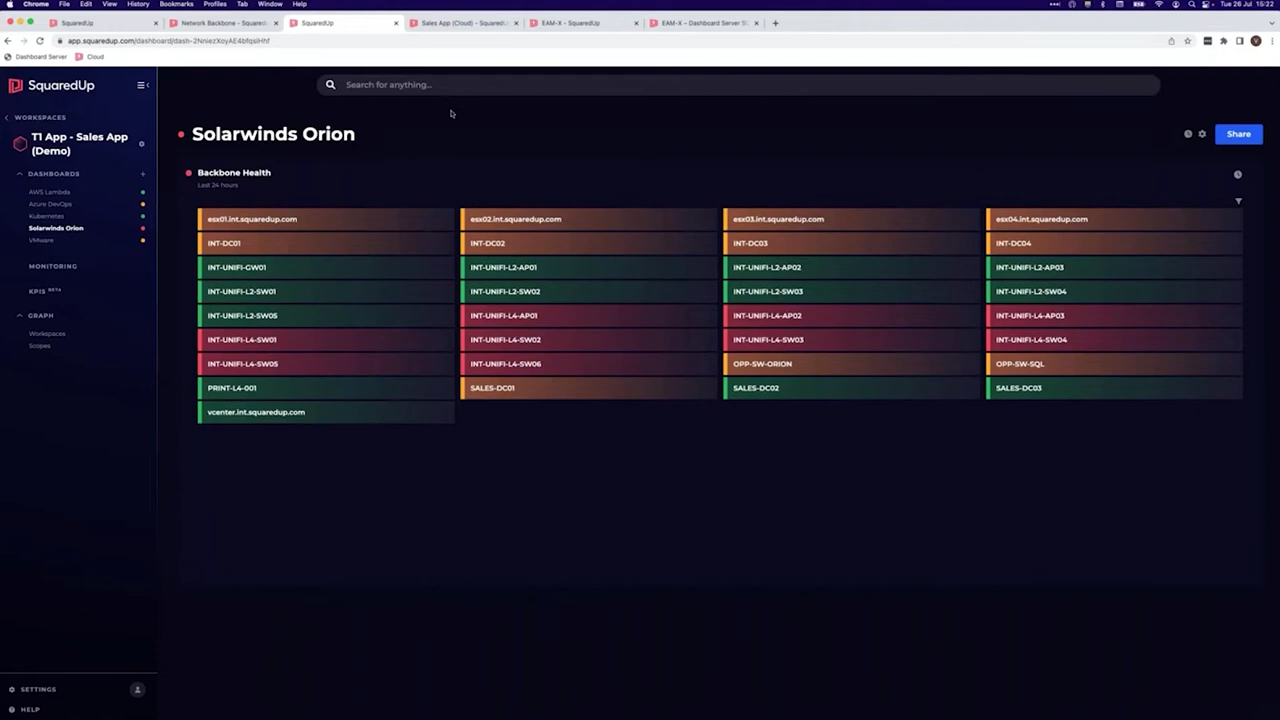 Chrome File Edit View History Bookmarks Profiles Tab Window Help Tue 26 Jul 15:22
SquaredUp Network Backbone - Squared SquaredUp Sales App (Cloud) - SquaredU EAM-X - SquaredUp EAM-X – Dashboard Server
Dashboard Server Cloud
SquaredUp
Search for anything...
WORKSPACES
T1 App - Sales App
(Demo)
Solarwinds Orion
Share
DASHBOARDS
AWS Lambda
Azure DevOps
Kubernetes
Solarwinds Orion
VMware
MONITORING
KPIS BETA
GRAPH
Workspaces
Scopes
Backbone Health
Last 24 hours
esx01.int.squaredup.com esx02.int.squaredup.com esx03.int.squaredup.com esx04.int.squaredup.com
INT-DC01 INT-DC02 INT-DC03 INT-DC04
INT-UNIFI-GW01 INT-UNIFI-L2-AP01 INT-UNIFI-L2-AP02 INT-UNIFI-L2-AP03
INT-UNIFI-L2-SW01 INT-UNIFI-L2-SW02 INT-UNIFI-L2-SW03 INT-UNIFI-L2-SW04
INT-UNIFI-L2-SW05 INT-UNIFI-L4-AP01 INT-UNIFI-L4-AP02 INT-UNIFI-L4-AP03
INT-UNIFI-L4-SW01 INT-UNIFI-L4-SW02 INT-UNIFI-L4-SW03 INT-UNIFI-L4-SW04
INT-UNIFI-L4-SW05 INT-UNIFI-L4-SW06 OPP-SW-ORION OPP-SW-SQL
PRINT-L4-001 SALES-DC01 SALES-DC02 SALES-DC03
vcenter.int.squaredup.com
SETTINGS
HELP